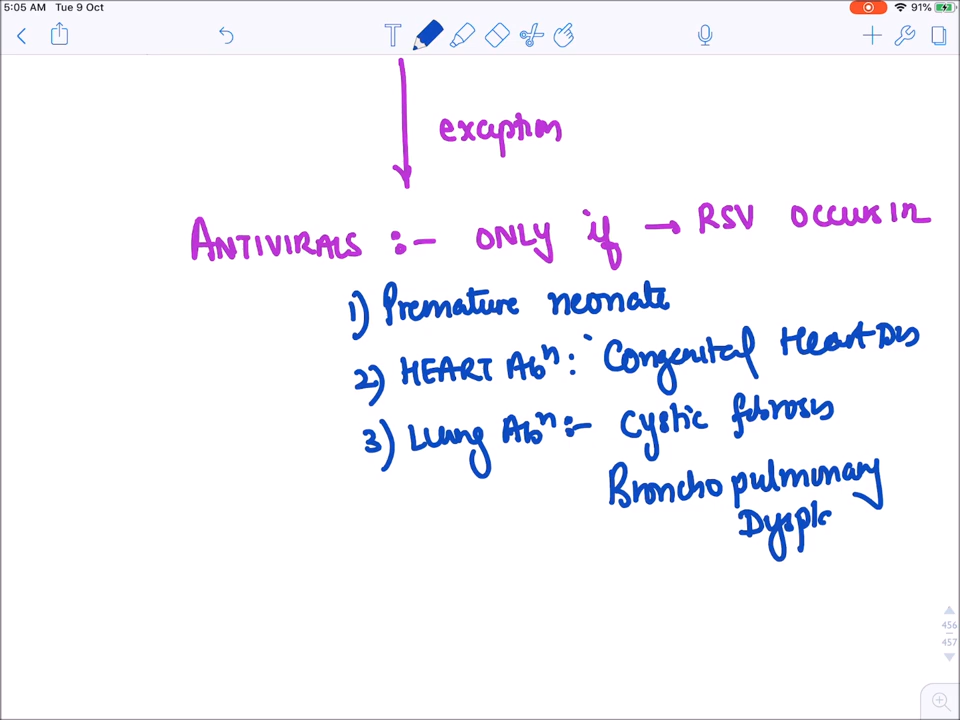 5:05 AM Tue 9 Oct 91%
T
exception
ANTIVIRALS :- ONLY if → RSV OCCURS IN
1) Premature neonate
2) HEART Abⁿ : Congenital Heart Dis
3) Lung Abⁿ :- Cystic fibrosis
Broncho pulmonary
Dyspl
456
457